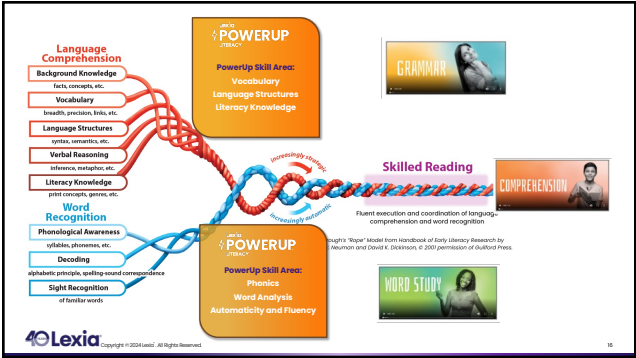 Language
Comprehension
Background Knowledge
facts, concepts, etc.
Vocabulary
breadth, precision, links, etc.
Language Structures
syntax, semantics, etc.
Verbal Reasoning
inference, metaphor, etc.
Literacy Knowledge
print concepts, genres, etc.
Word
Recognition
Phonological Awareness
syllables, phonemes, etc.
Decoding
alphabetic principle, spelling-sound correspondence
Sight Recognition
of familiar words
Lexia
POWERUP
LITERACY
PowerUp Skill Area:
Vocabulary
Language Structures
Literacy Knowledge
increasingly strategic
increasingly automatic
Lexia
POWERUP
LITERACY
PowerUp Skill Area:
Phonics
Word Analysis
Automaticity and Fluency
GRAMMAR
Skilled Reading
COMPREHENSION
Fluent execution and coordination of language
comprehension and word recognition
rough's "Rope" Model from Handbook of Early Literacy Research by
Neuman and David K. Dickinson, © 2001 permission of Guilford Press.
WORD STUDY
40 Lexia
Copyright © 2024 Lexia. All Rights Reserved.
16